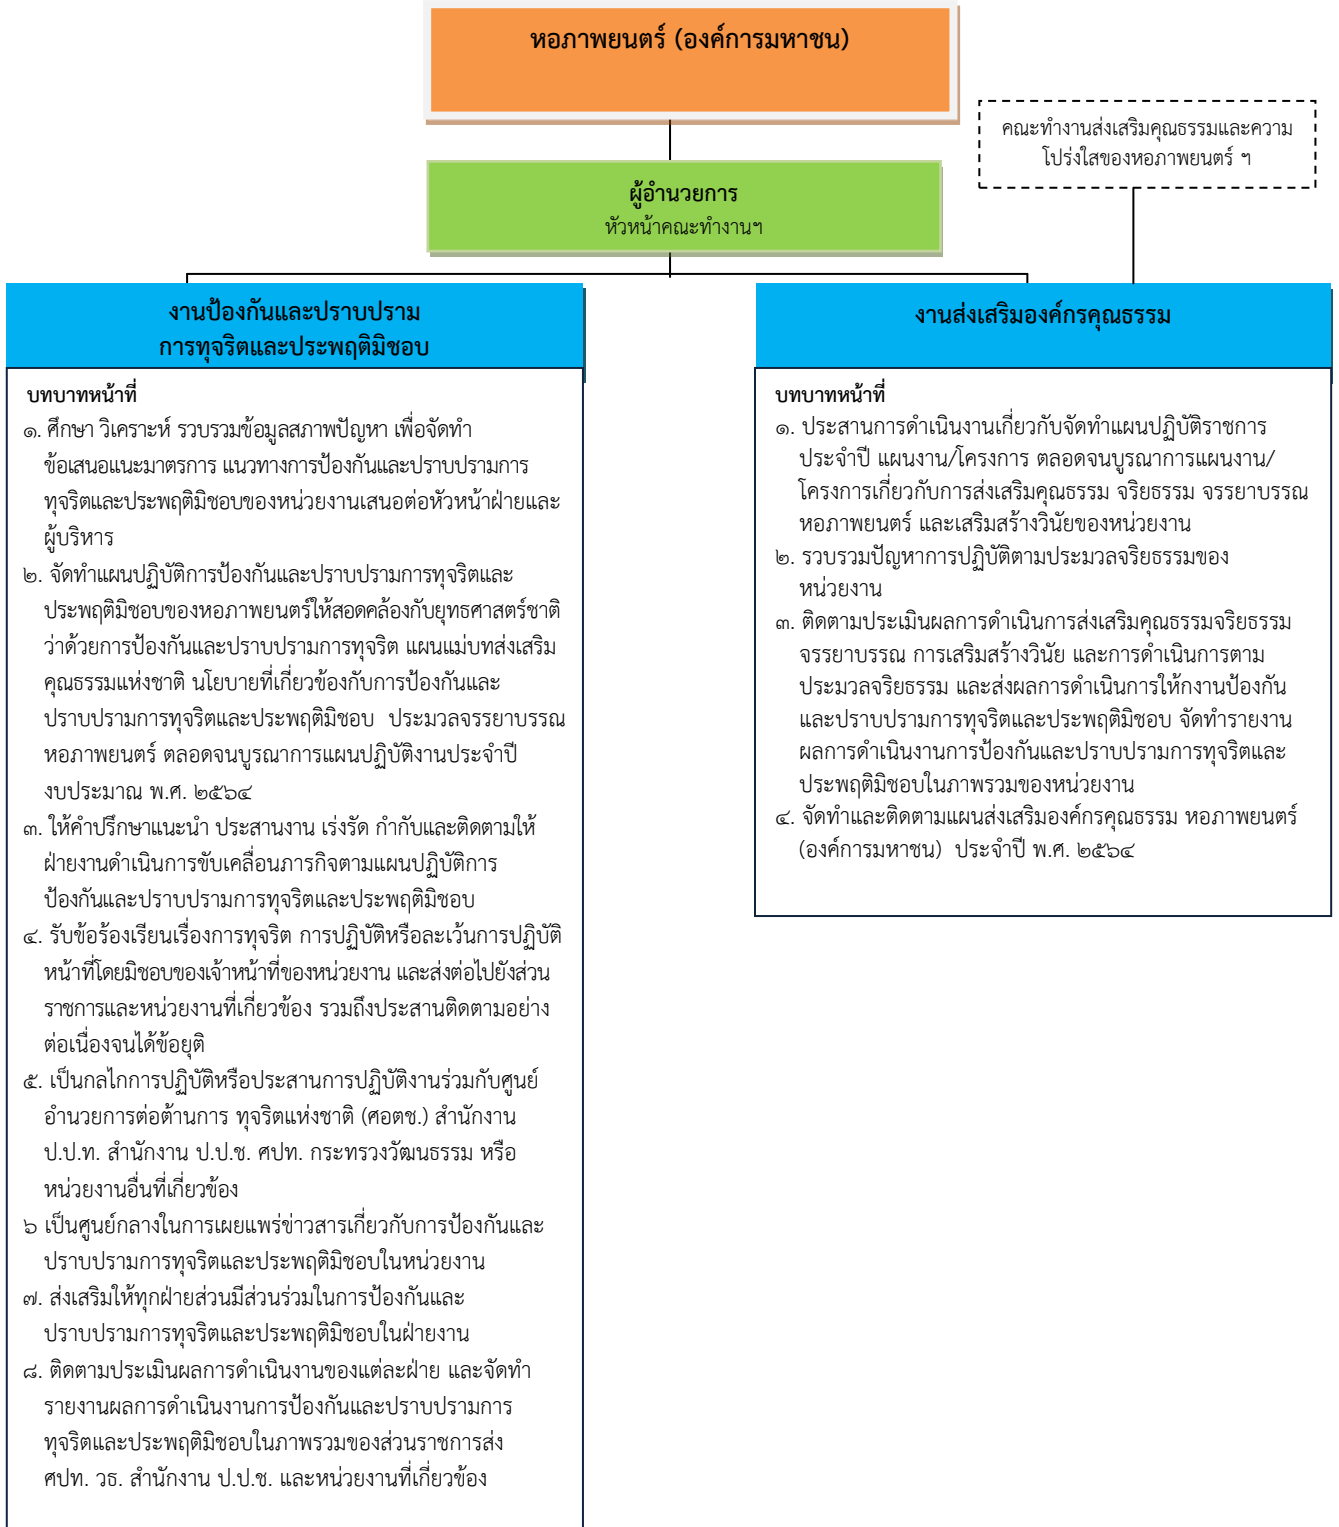 หอภาพยนตร์ (องค์การมหาชน)
คณะทำงานส่งเสริมคุณธรรมและความ
โปร่งใสของหอภาพยนตร์ ฯ
ผู้อำนวยการ
หัวหน้าคณะทำงานฯ
งานป้องกันและปราบปราม
การทุจริตและประพฤติมิชอบ
บทบาทหน้าที่
๑. ศึกษา วิเคราะห์ รวบรวมข้อมูลสภาพปัญหา เพื่อจัดทำ
ข้อเสนอแนะมาตรการ แนวทางการป้องกันและปราบปรามการ
ทุจริตและประพฤติมิชอบของหน่วยงานเสนอต่อหัวหน้าฝ่ายและ
ผู้บริหาร
๒. จัดทำแผนปฏิบัติการป้องกันและปราบปรามการทุจริตและ
ประพฤติมิชอบของหอภาพยนตร์ให้สอดคล้องกับยุทธศาสตร์ชาติ
ว่าด้วยการป้องกันและปราบปรามการทุจริต แผนแม่บทส่งเสริม
คุณธรรมแห่งชาติ นโยบายที่เกี่ยวข้องกับการป้องกันและ
ปราบปรามการทุจริตและประพฤติมิชอบ ประมวลจรรยาบรรณ
หอภาพยนตร์ ตลอดจนบูรณาการแผนปฏิบัติงานประจำปี
งบประมาณ พ.ศ. ๒๕๖๔
๓. ให้คำปรึกษาแนะนำ ประสานงาน เร่งรัด กำกับและติดตามให้
ฝ่ายงานดำเนินการขับเคลื่อนภารกิจตามแผนปฏิบัติการ
ป้องกันและปราบปรามการทุจริตและประพฤติมิชอบ
๔. รับข้อร้องเรียนเรื่องการทุจริต การปฏิบัติหรือละเว้นการปฏิบัติ
หน้าที่โดยมิชอบของเจ้าหน้าที่ของหน่วยงาน และส่งต่อไปยังส่วน
ราชการและหน่วยงานที่เกี่ยวข้อง รวมถึงประสานติดตามอย่าง
ต่อเนื่องจนได้ข้อยุติ
๕. เป็นกลไกการปฏิบัติหรือประสานการปฏิบัติงานร่วมกับศูนย์
อำนวยการต่อต้านการ ทุจริตแห่งชาติ (ศอตช.) สำนักงาน
ป.ป.ท. สำนักงาน ป.ป.ช. ศปท. กระทรวงวัฒนธรรม หรือ
หน่วยงานอื่นที่เกี่ยวข้อง
๖ เป็นศูนย์กลางในการเผยแพร่ข่าวสารเกี่ยวกับการป้องกันและ
ปราบปรามการทุจริตและประพฤติมิชอบในหน่วยงาน
๗. ส่งเสริมให้ทุกฝ่ายส่วนมีส่วนร่วมในการป้องกันและ
ปราบปรามการทุจริตและประพฤติมิชอบในฝ่ายงาน
๘. ติดตามประเมินผลการดำเนินงานของแต่ละฝ่าย และจัดทำ
รายงานผลการดำเนินงานการป้องกันและปราบปรามการ
ทุจริตและประพฤติมิชอบในภาพรวมของส่วนราชการส่ง
ศปท. วธ. สำนักงาน ป.ป.ช. และหน่วยงานที่เกี่ยวข้อง
งานส่งเสริมองค์กรคุณธรรม
บทบาทหน้าที่
๑. ประสานการดำเนินงานเกี่ยวกับจัดทำแผนปฏิบัติราชการ
ประจำปี แผนงาน/โครงการ ตลอดจนบูรณาการแผนงาน/
โครงการเกี่ยวกับการส่งเสริมคุณธรรม จริยธรรม จรรยาบรรณ
หอภาพยนตร์ และเสริมสร้างวินัยของหน่วยงาน
๒. รวบรวมปัญหาการปฏิบัติตามประมวลจริยธรรมของ
หน่วยงาน
๓. ติดตามประเมินผลการดำเนินการส่งเสริมคุณธรรมจริยธรรม
จรรยาบรรณ การเสริมสร้างวินัย และการดำเนินการตาม
ประมวลจริยธรรม และส่งผลการดำเนินการให้กงานป้องกัน
และปราบปรามการทุจริตและประพฤติมิชอบ จัดทำรายงาน
ผลการดำเนินงานการป้องกันและปราบปรามการทุจริตและ
ประพฤติมิชอบในภาพรวมของหน่วยงาน
๔. จัดทำและติดตามแผนส่งเสริมองค์กรคุณธรรม หอภาพยนตร์
(องค์การมหาชน) ประจำปี พ.ศ. ๒๕๖๔